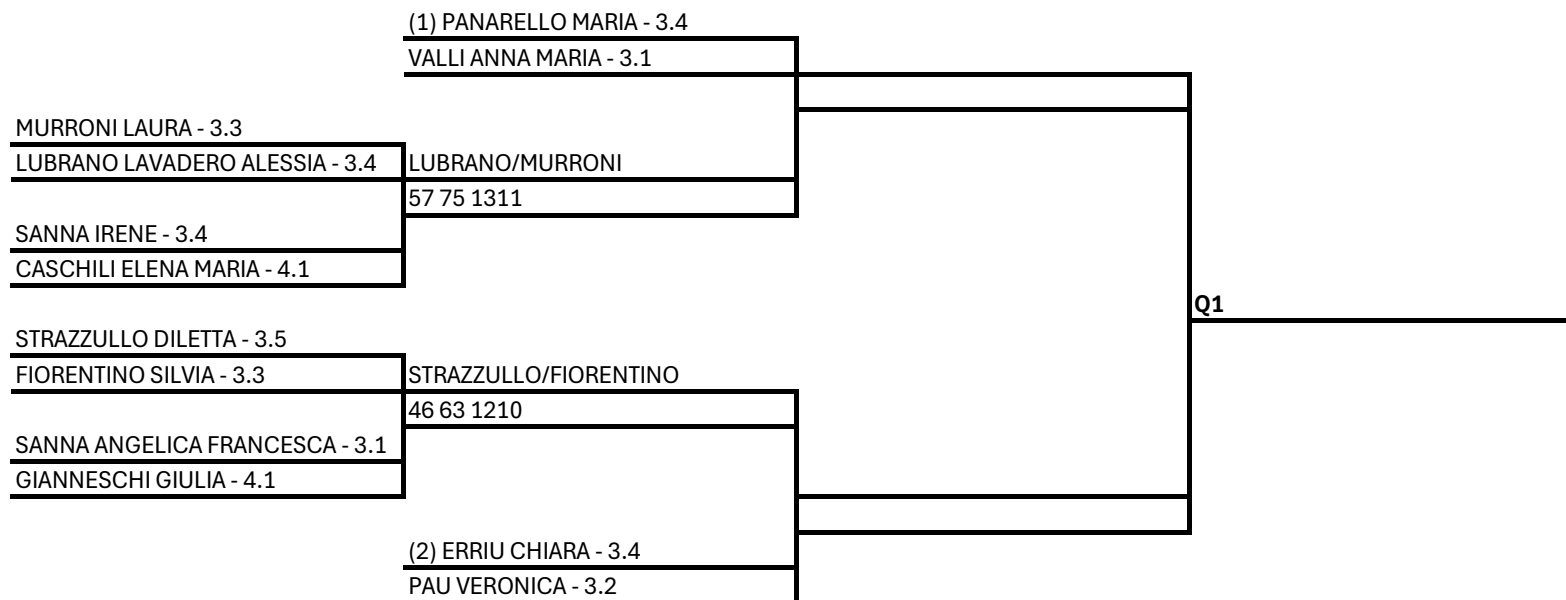 (1) PANARELLO MARIA - 3.4
VALLI ANNA MARIA - 3.1
MURRONI LAURA - 3.3
LUBRANO LAVADERO ALESSIA - 3.4
LUBRANO/MURRONI
57 75 1311
SANNA IRENE - 3.4
CASCHILI ELENA MARIA - 4.1
Q1
STRAZZULLO DILETTA - 3.5
FIORENTINO SILVIA - 3.3
STRAZZULLO/FIORENTINO
46 63 1210
SANNA ANGELICA FRANCESCA - 3.1
GIANNESCHI GIULIA - 4.1
(2) ERRIU CHIARA - 3.4
PAU VERONICA - 3.2